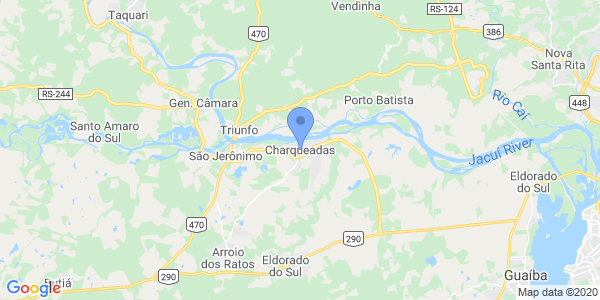 Taquari
Vendinha
RS-124
470
386
Nova
Santa Rita
RS-244
Gen. Câmara
Porto Batista
Rio Caí
448
Santo Amaro
do Sul
Triunfo
São Jerônimo
Charqueadas
Jacuí River
Eldorado
do Sul
470
290
Arroio
dos Ratos
Eldorado
do Sul
290
Butiá
Guaíba
Google
Map data ©2020